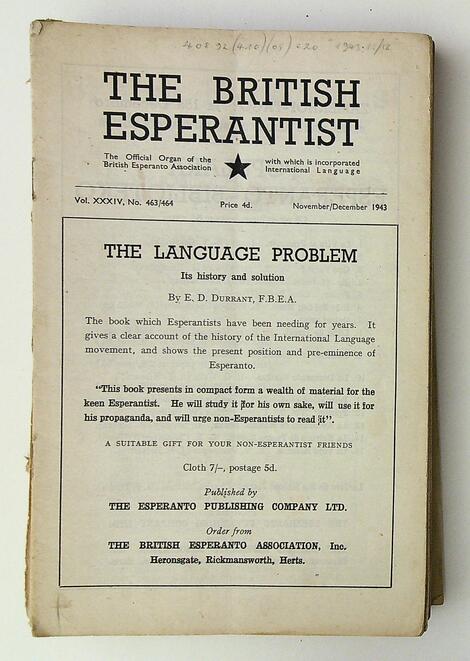 THE BRITISH
ESPERANTIST
The Official Organ of the
British Esperanto Association
with which is incorporated
International Language
Vol. XXXIV, No. 463/464 Price 4d. November/December 1943
THE LANGUAGE PROBLEM
Its history and solution
By E. D. DURRANT, F.B.E.A.
The book which Esperantists have been needing for years. It
gives a clear account of the history of the International Language
movement, and shows the present position and pre-eminence of
Esperanto.
"This book presents in compact form a wealth of material for the
keen Esperantist. He will study it for his own sake, will use it for
his propaganda, and will urge non-Esperantists to read it".
A SUITABLE GIFT FOR YOUR NON-ESPERANTIST FRIENDS
Cloth 7/–, postage 5d.
Published by
THE ESPERANTO PUBLISHING COMPANY LTD.
Order from
THE BRITISH ESPERANTO ASSOCIATION, Inc.
Heronsgate, Rickmansworth, Herts.